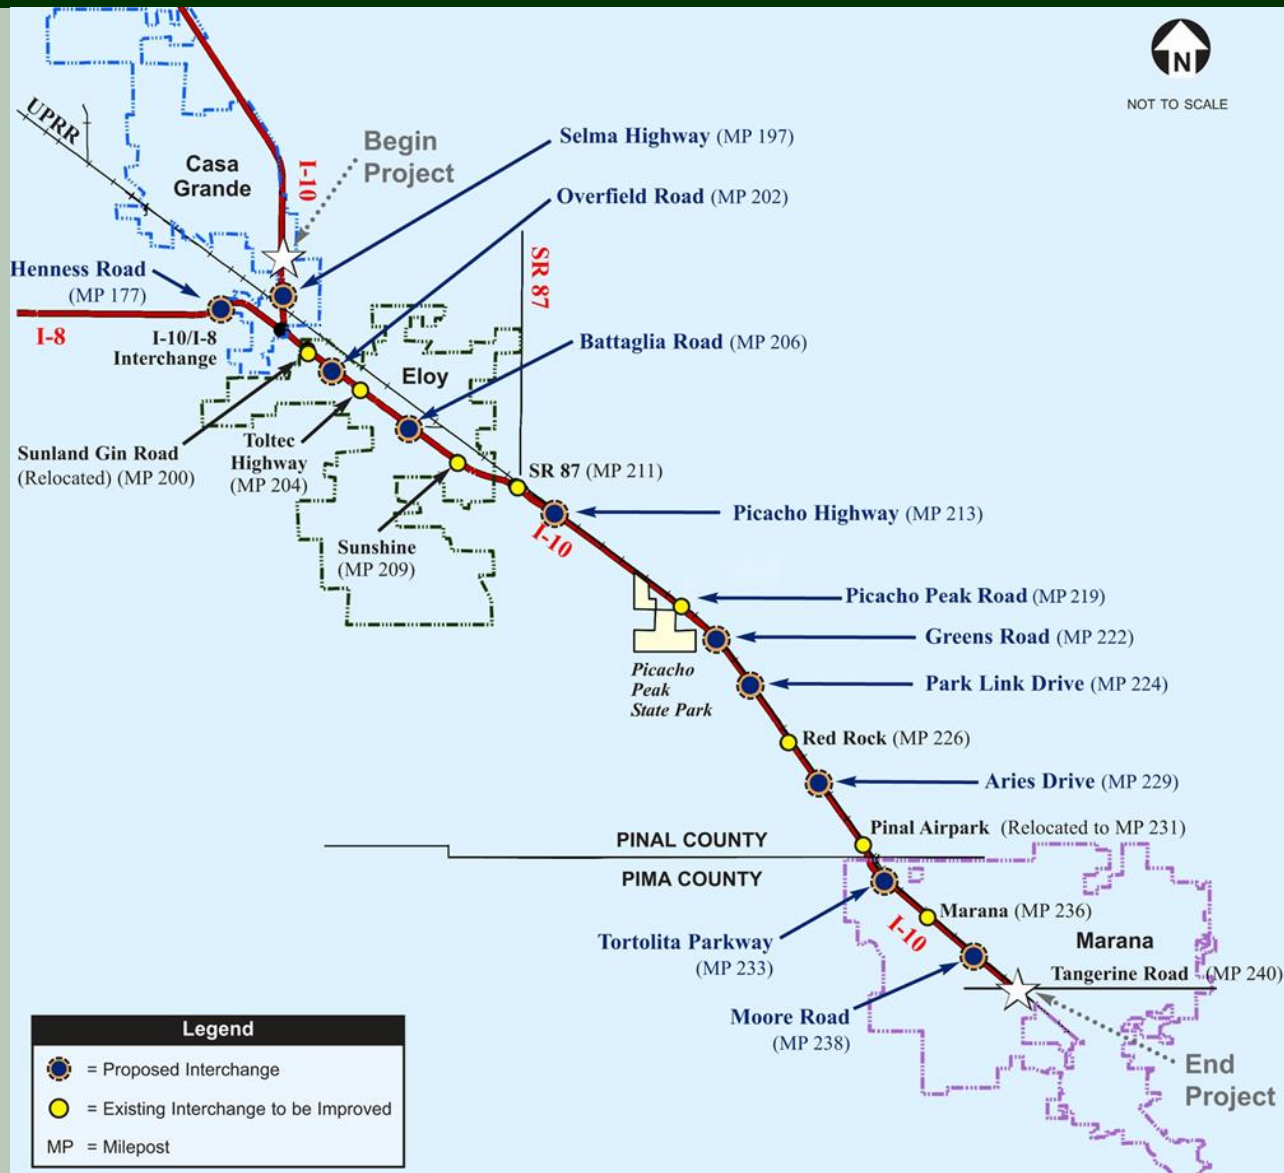 N
NOT TO SCALE
UPRR
Casa
Grande
I-10
Begin
Project
Selma Highway (MP 197)
Overfield Road (MP 202)
SR 87
Henness Road
(MP 177)
I-8
I-10/I-8
Interchange
Battaglia Road (MP 206)
Eloy
Sunland Gin Road
(Relocated) (MP 200)
Toltec
Highway
(MP 204)
SR 87 (MP 211)
Picacho Highway (MP 213)
I-10
Sunshine
(MP 209)
Picacho Peak Road (MP 219)
Greens Road (MP 222)
Picacho
Peak
State Park
Park Link Drive (MP 224)
Red Rock (MP 226)
Aries Drive (MP 229)
Pinal Airpark (Relocated to MP 231)
PINAL COUNTY
PIMA COUNTY
Marana (MP 236)
I-10
Tortolita Parkway
(MP 233)
Marana
Tangerine Road (MP 240)
Moore Road
(MP 238)
End
Project
Legend
= Proposed Interchange
= Existing Interchange to be Improved
MP = Milepost